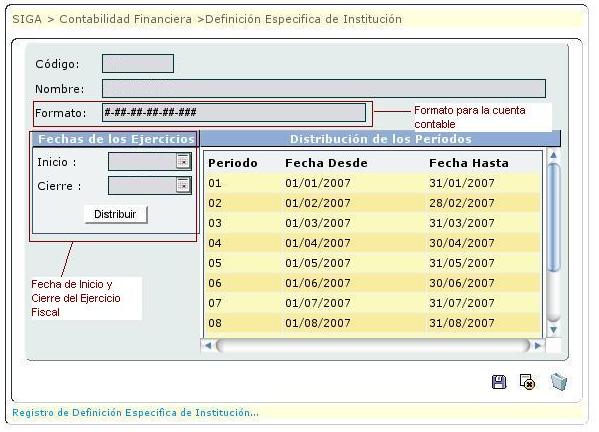 SIGA > Contabilidad Financiera >Definición Especifica de Institución
Código:
Nombre:
Formato: #-##-##-##-##-###
Formato para la cuenta
contable
Fechas de los Ejercicios
Inicio :
Cierre :
Distribuir
Fecha de Inicio y
Cierre del Ejercicio
Fiscal
Distribución de los Periodos
Periodo Fecha Desde Fecha Hasta
01 01/01/2007 31/01/2007
02 01/02/2007 28/02/2007
03 01/03/2007 31/03/2007
04 01/04/2007 30/04/2007
05 01/05/2007 31/05/2007
06 01/06/2007 30/06/2007
07 01/07/2007 31/07/2007
08 01/08/2007 31/08/2007
Registro de Definición Especifica de Institución...